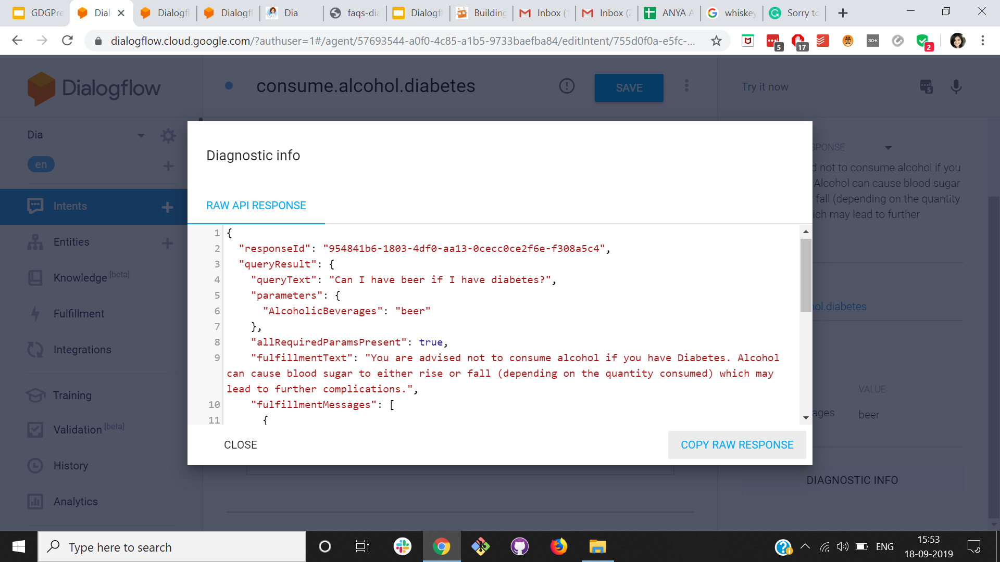 GDGPre
Dial
Dialogfl
Dialogfl
Dia
faqs-dia
Dialogfl
Building
Inbox (1
Inbox (2
ANYA A
whiskey
Sorry to
dialogflow.cloud.google.com/?authuser=1#/agent/57693544-a0f0-4c85-a1b5-9733baefba84/editIntent/755d0f0a-e5fc-...
5
17
30+
2
Dialogflow
consume.alcohol.diabetes
SAVE
Try it now
Dia
en
Intents
Entities
Knowledge [beta]
Fulfillment
Integrations
Training
Validation [beta]
History
Analytics
Diagnostic info
RAW API RESPONSE
1 {
2 "responseId": "954841b6-1803-4df0-aa13-0cecc0ce2f6e-f308a5c4",
3 "queryResult": {
4 "queryText": "Can I have beer if I have diabetes?",
5 "parameters": {
6 "AlcoholicBeverages": "beer"
7 },
8 "allRequiredParamsPresent": true,
9 "fulfillmentText": "You are advised not to consume alcohol if you have Diabetes. Alcohol
can cause blood sugar to either rise or fall (depending on the quantity consumed) which may
lead to further complications.",
10 "fulfillmentMessages": [
11 {
CLOSE
COPY RAW RESPONSE
SPONSE
d not to consume alcohol if you
Alcohol can cause blood sugar
fall (depending on the quantity
ich may lead to further
ol.diabetes
VALUE
ages
beer
DIAGNOSTIC INFO
Type here to search
ENG
15:53
18-09-2019